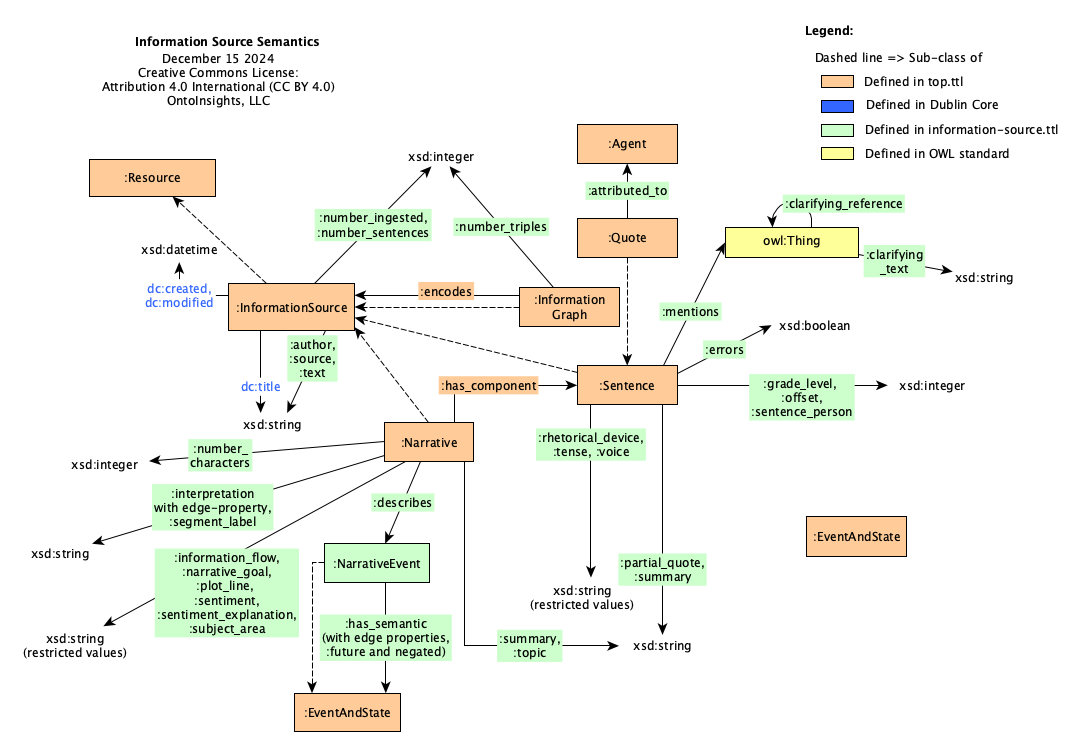 Information Source Semantics
December 15 2024
Creative Commons License:
Attribution 4.0 International (CC BY 4.0)
OntoInsights, LLC
Legend:
Dashed line => Sub-class of
Defined in top.ttl
Defined in Dublin Core
Defined in information-source.ttl
Defined in OWL standard
:Resource
xsd:integer
:Agent
:attributed_to
:number_ingested,
:number_sentences
:number_triples
:Quote
:clarifying_reference
owl:Thing
:clarifying
_text
xsd:string
xsd:datetime
dc:created,
dc:modified
:InformationSource
:encodes
:Information
Graph
:mentions
xsd:boolean
:errors
:author,
:source,
:text
dc:title
xsd:string
:has_component
:Sentence
:grade_level,
:offset,
:sentence_person
xsd:integer
:Narrative
:number_
characters
xsd:integer
:rhetorical_device,
:tense, :voice
:interpretation
with edge-property,
:segment_label
xsd:string
:describes
:EventAndState
:information_flow,
:narrative_goal,
:plot_line,
:sentiment,
:sentiment_explanation,
:subject_area
xsd:string
(restricted values)
:NarrativeEvent
:partial_quote,
:summary
xsd:string
(restricted values)
:has_semantic
(with edge properties,
:future and negated)
:summary,
:topic
xsd:string
:EventAndState